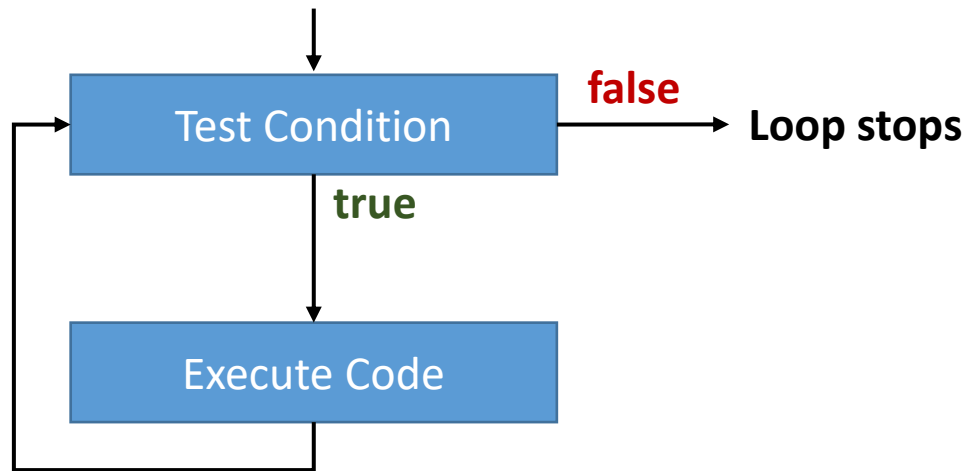 Test Condition
false
Loop stops
true
Execute Code